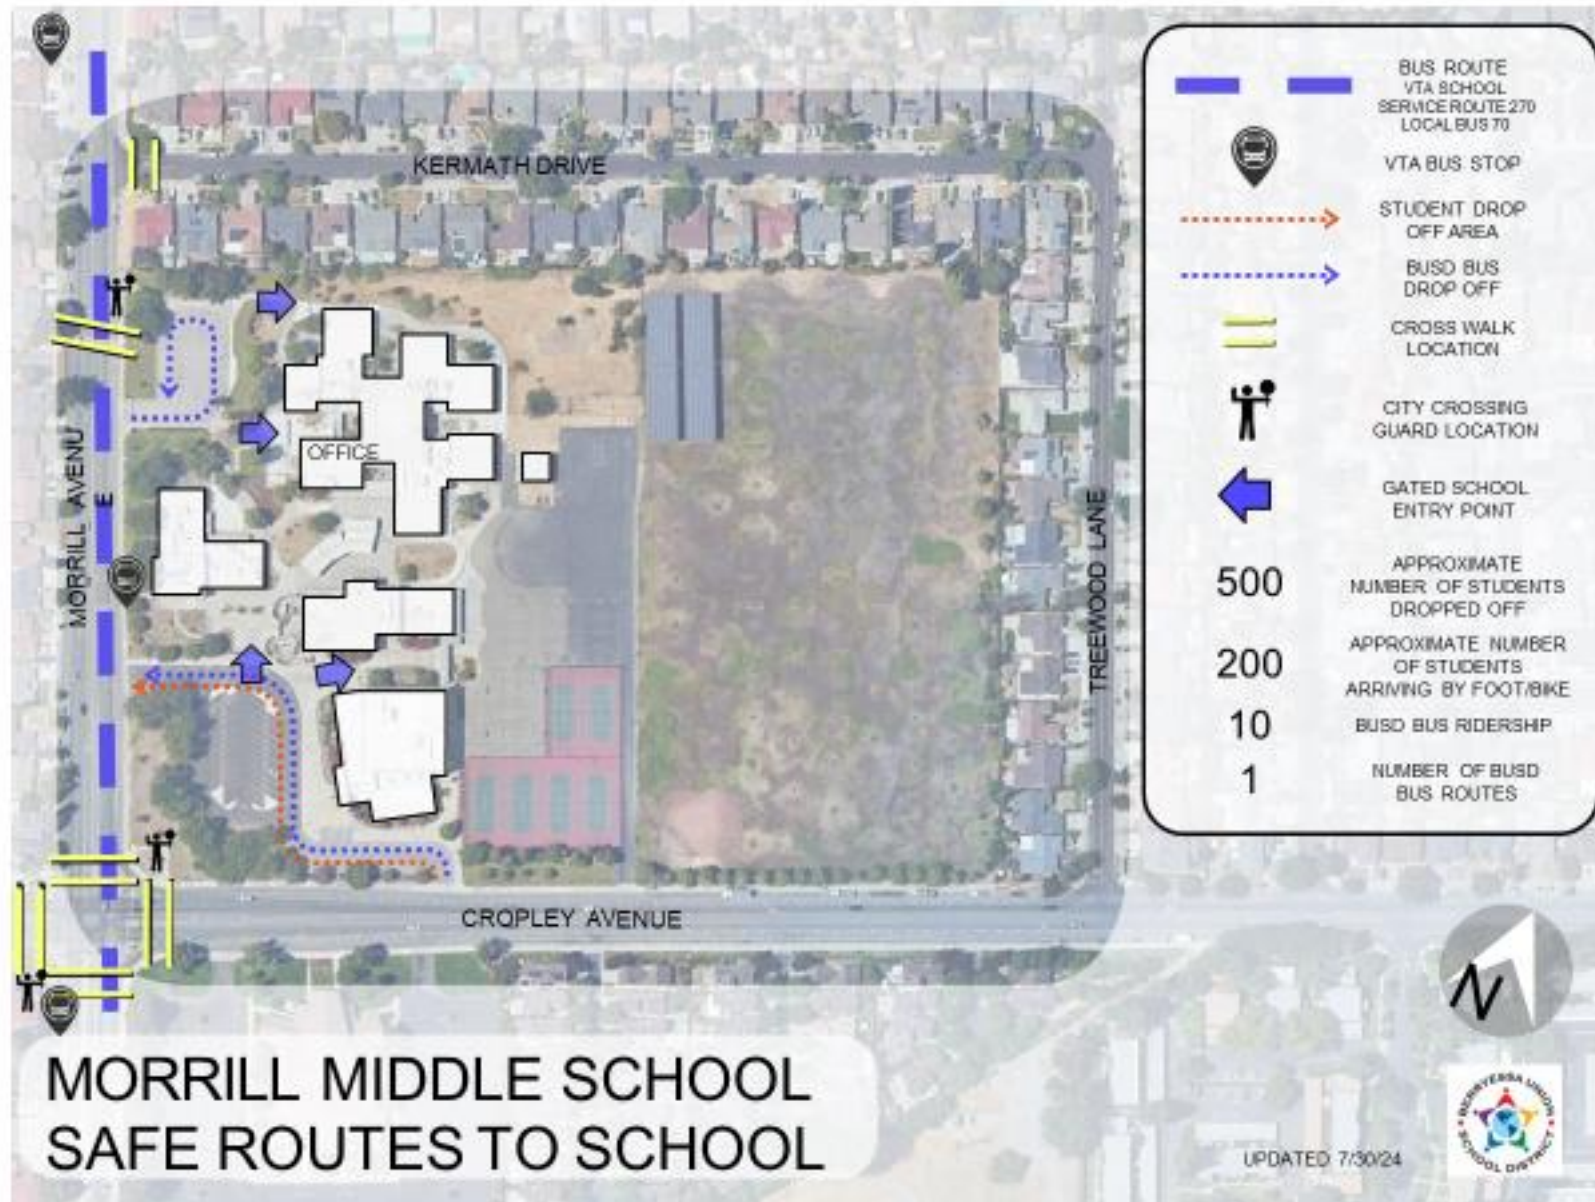 KERMATH DRIVE
OFFICE
MORRILL AVENU
E
TREEWOOD LANE
CROPLEY AVENUE
BUS ROUTE
VTA SCHOOL
SERVICE ROUTE 270
LOCAL BUS 70
VTA BUS STOP
STUDENT DROP
OFF AREA
BUSD BUS
DROP OFF
CROSS WALK
LOCATION
CITY CROSSING
GUARD LOCATION
GATED SCHOOL
ENTRY POINT
500
APPROXIMATE
NUMBER OF STUDENTS
DROPPED OFF
200
APPROXIMATE NUMBER
OF STUDENTS
ARRIVING BY FOOT/BIKE
10
BUSD BUS RIDERSHIP
1
NUMBER OF BUSD
BUS ROUTES
N
MORRILL MIDDLE SCHOOL
SAFE ROUTES TO SCHOOL
UPDATED 7/30/24
BERRYESSA UNION
SCHOOL DISTRICT